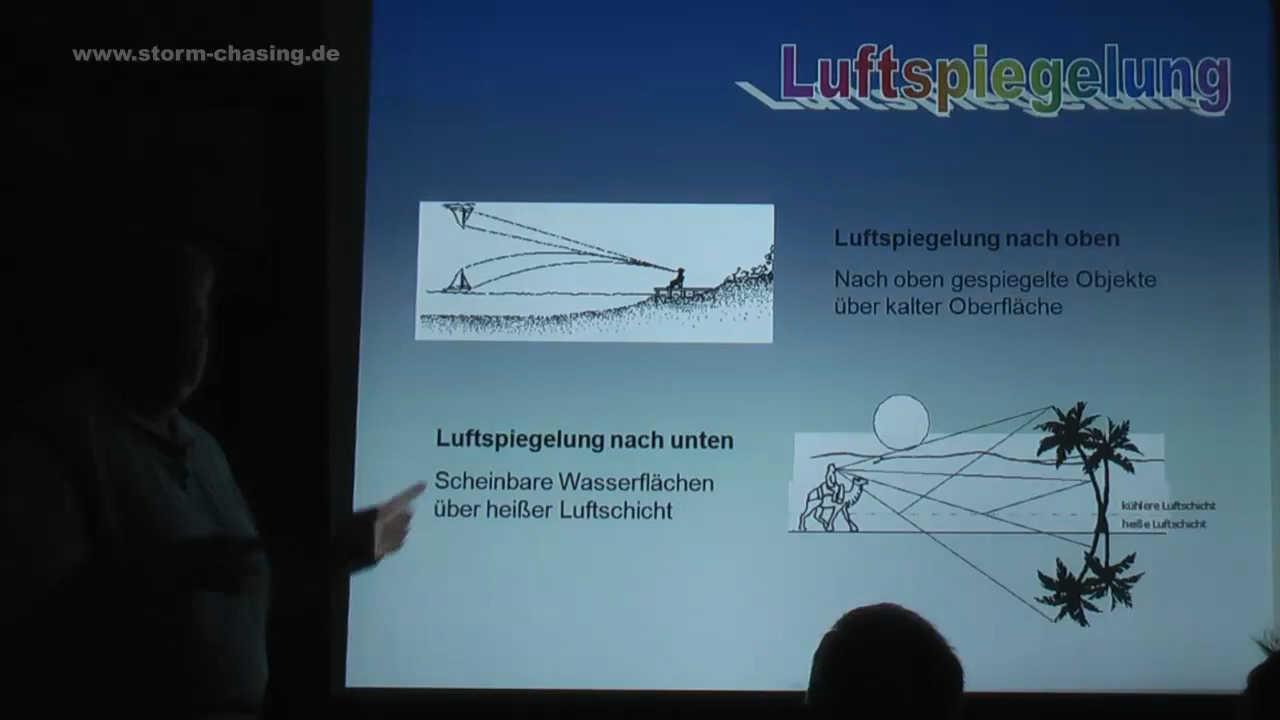 www.storm-chasing.de
Luftspiegelung
Luftspiegelung nach oben
Nach oben gespiegelte Objekte
über kalter Oberfläche
Luftspiegelung nach unten
Scheinbare Wasserflächen
über heißer Luftschicht
kühlere Luftschicht
heiße Luftschicht